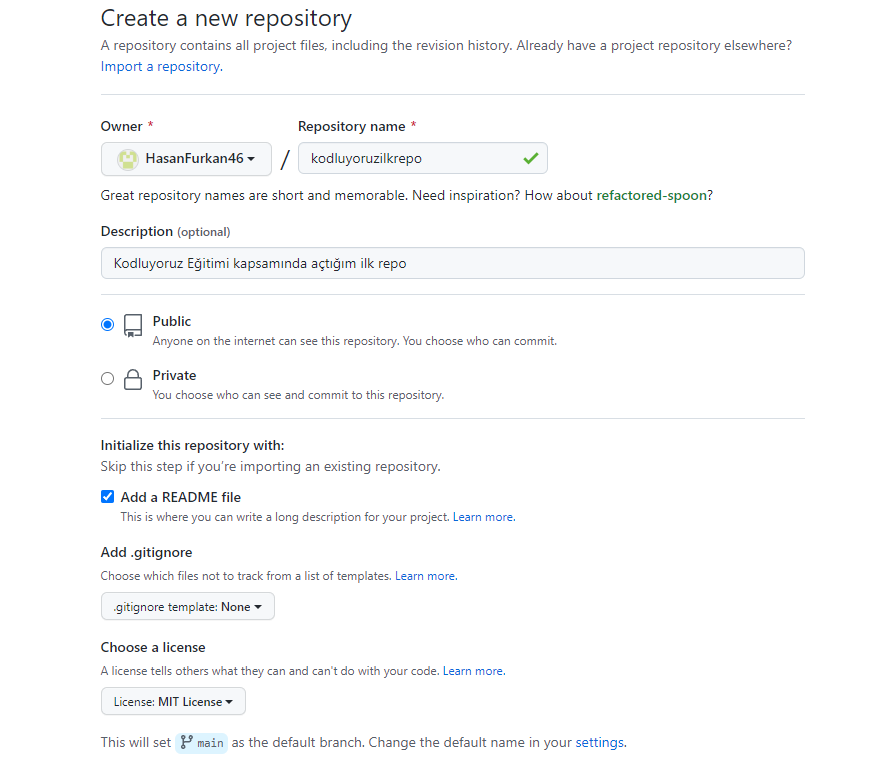 Create a new repository
A repository contains all project files, including the revision history. Already have a project repository elsewhere?
Import a repository.
Owner * Repository name *
HasanFurkan46 / kodluyoruzilkrepo
Great repository names are short and memorable. Need inspiration? How about refactored-spoon?
Description (optional)
Kodluyoruz Eğitimi kapsamında açtığım ilk repo
Public
Anyone on the internet can see this repository. You choose who can commit.
Private
You choose who can see and commit to this repository.
Initialize this repository with:
Skip this step if you're importing an existing repository.
Add a README file
This is where you can write a long description for your project. Learn more.
Add .gitignore
Choose which files not to track from a list of templates. Learn more.
.gitignore template: None
Choose a license
A license tells others what they can and can't do with your code. Learn more.
License: MIT License
This will set main as the default branch. Change the default name in your settings.